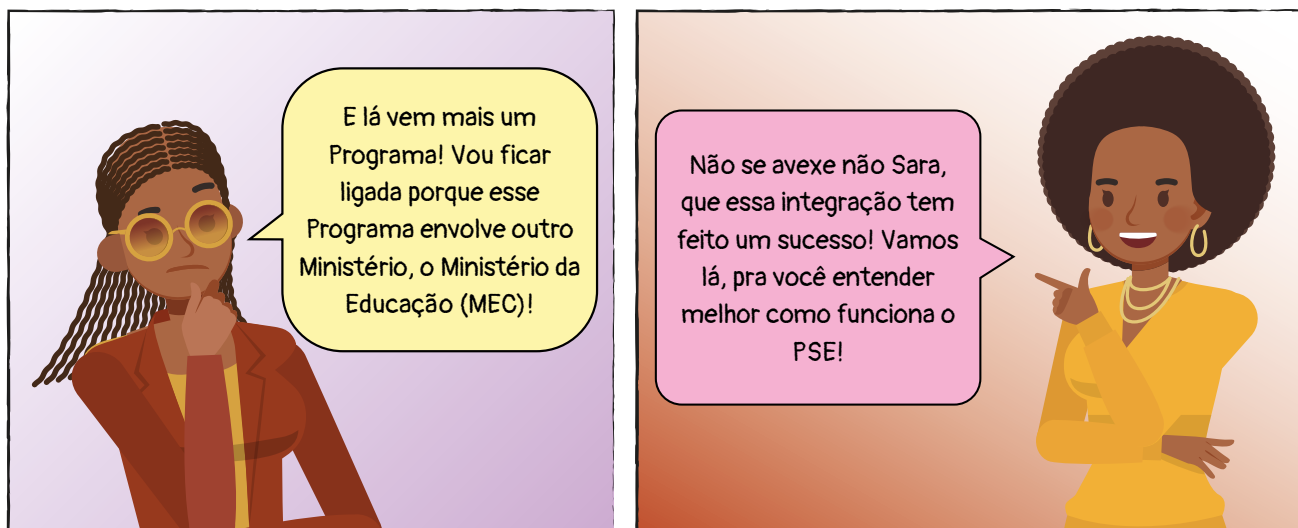 E lá vem mais um
Programa! Vou ficar
ligada porque esse
Programa envolve outro
Ministério, o Ministério da
Educação (MEC)!
Não se avexe não Sara,
que essa integração tem
feito um sucesso! Vamos
lá, pra você entender
melhor como funciona o
PSE!